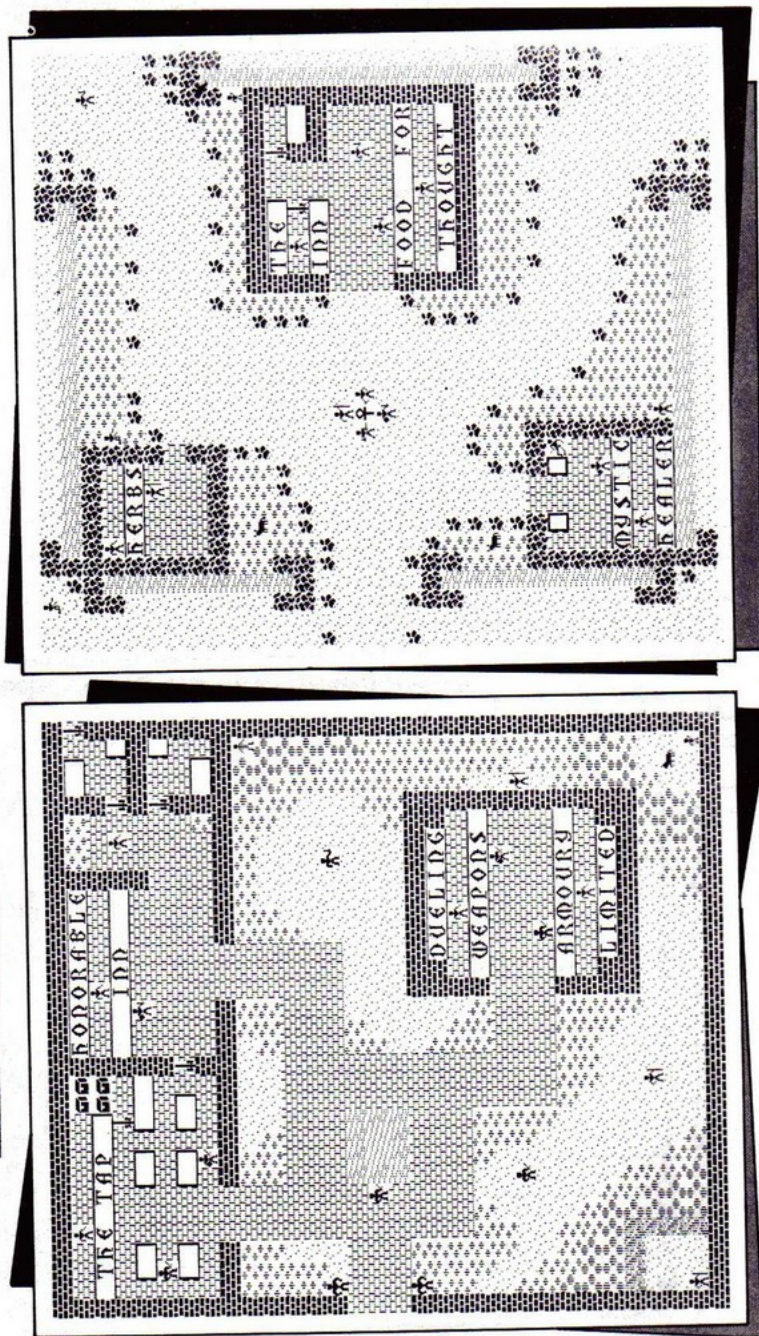 THE TAP
HONORABLE
INN
DUELING
WEAPONS
ARMOURY
LIMITED
HERBS
THE
INN
FOOD FOR
THOUGHT
MYSTIC
HEALER